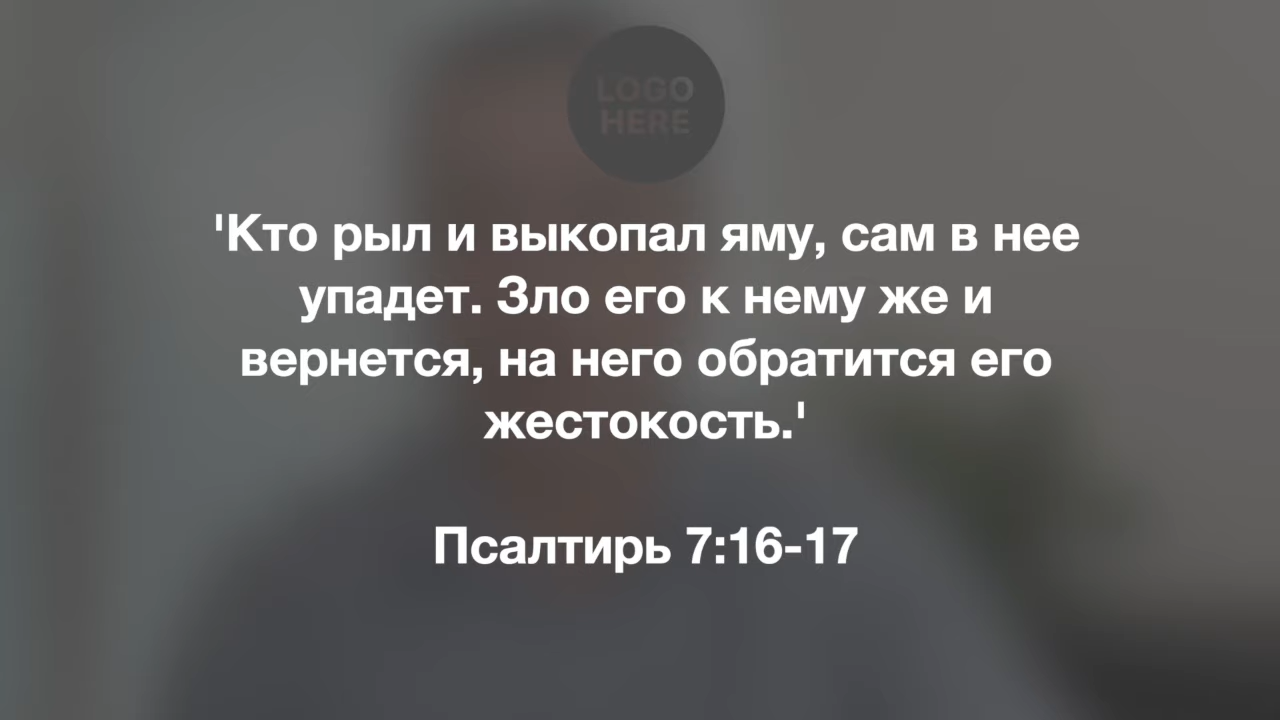 LOGO
HERE
'Кто рыл и выкопал яму, сам в нее
упадет. Зло его к нему же и
вернется, на него обратится его
жестокость.'
Псалтирь 7:16-17